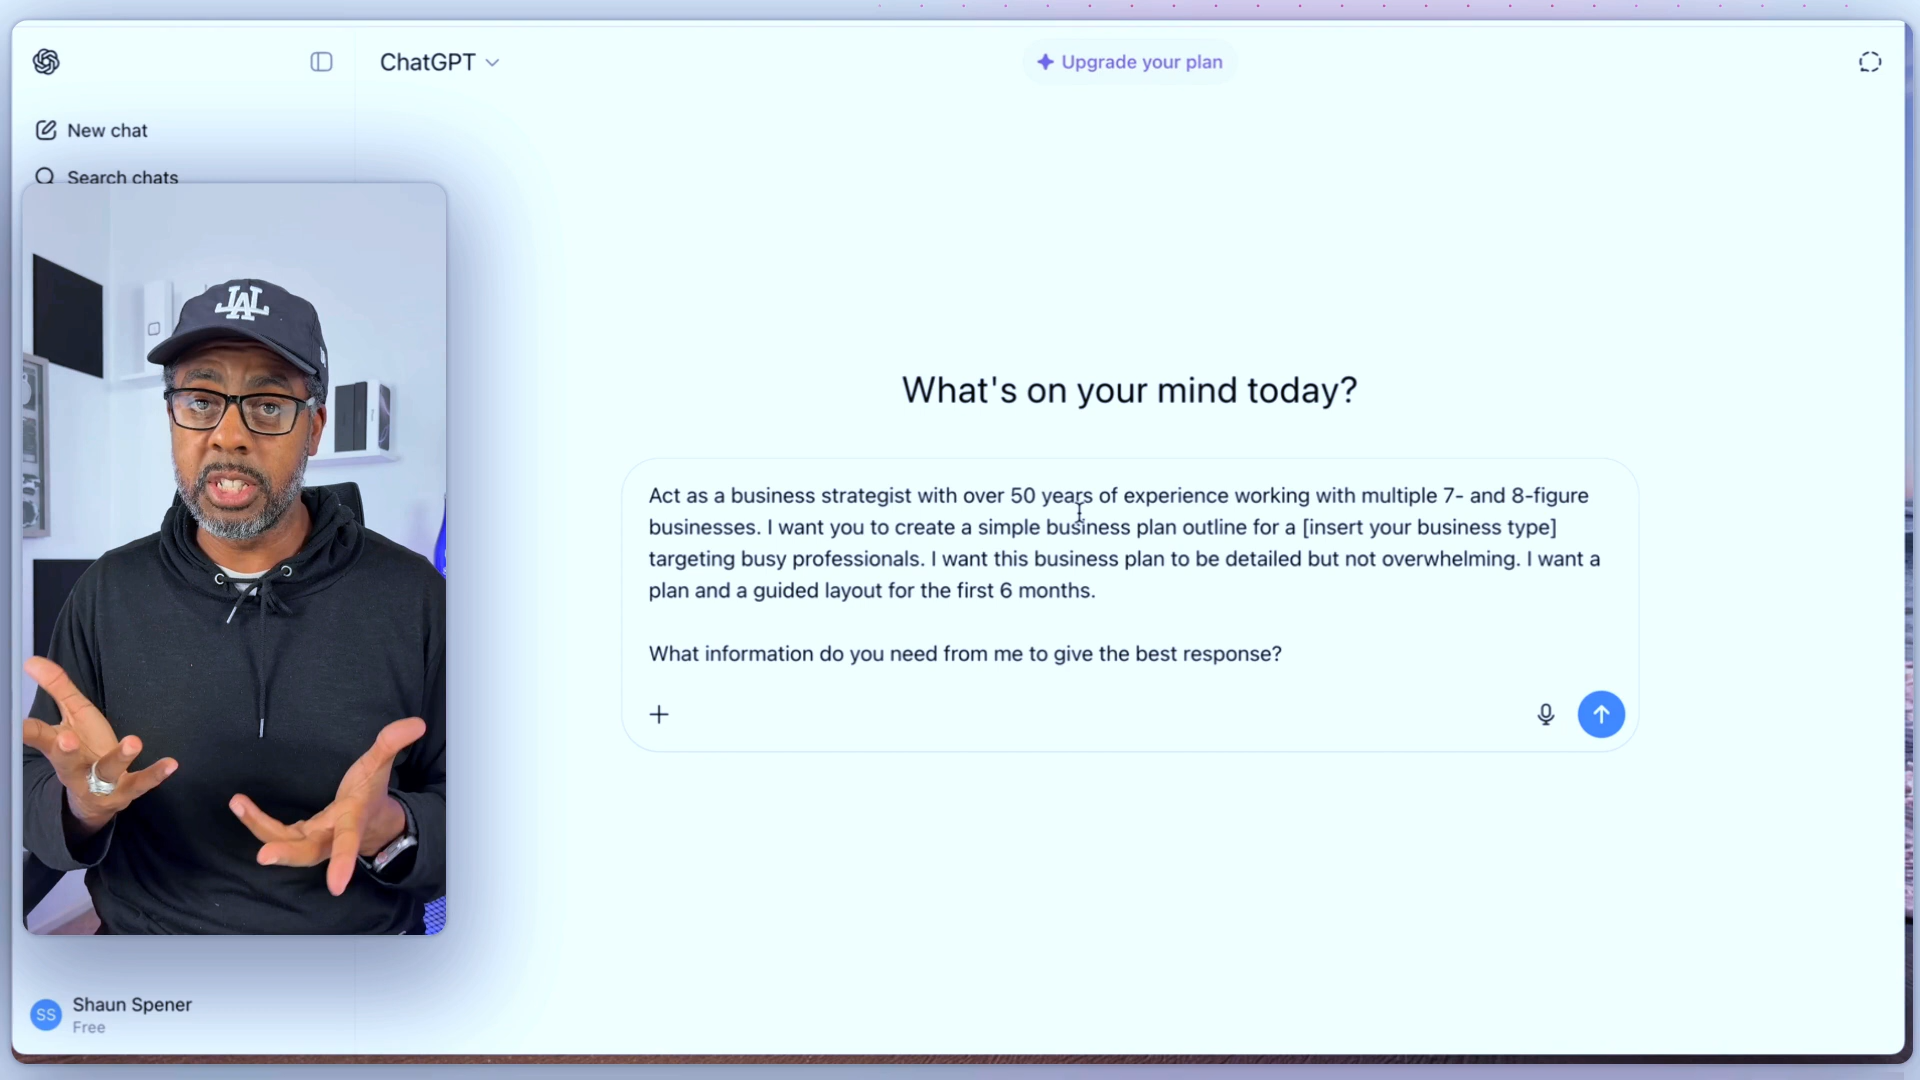 ChatGPT
Upgrade your plan
New chat
Search chats
What's on your mind today?
Act as a business strategist with over 50 years of experience working with multiple 7- and 8-figure
businesses. I want you to create a simple business plan outline for a [insert your business type]
targeting busy professionals. I want this business plan to be detailed but not overwhelming. I want a
plan and a guided layout for the first 6 months.
What information do you need from me to give the best response?
SS
Shaun Spener
Free